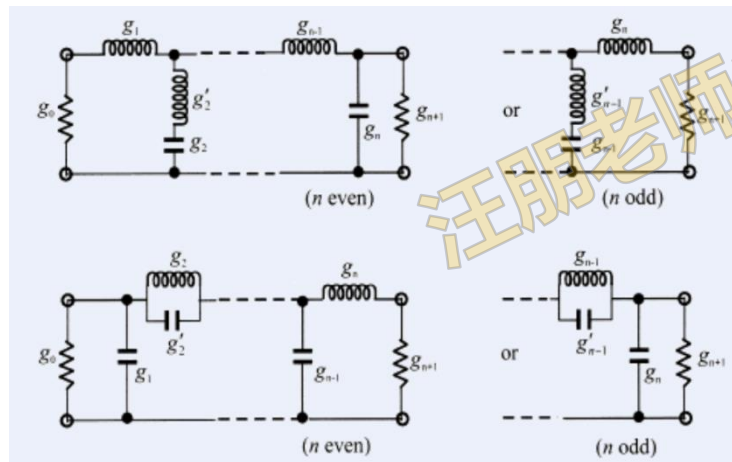 g₁
gₙ₋₁
gₙ
g₀
g′₂
g₂
gₙ
gₙ₊₁
or
g′ₙ₋₁
gₙ₋₁
(n even)
(n odd)
g₂
gₙ
gₙ₋₁
g₀
g₁
g′₂
gₙ₋₁
gₙ₊₁
or
g′ₙ₋₁
gₙ
gₙ₊₁
(n even)
(n odd)
汪朋老师